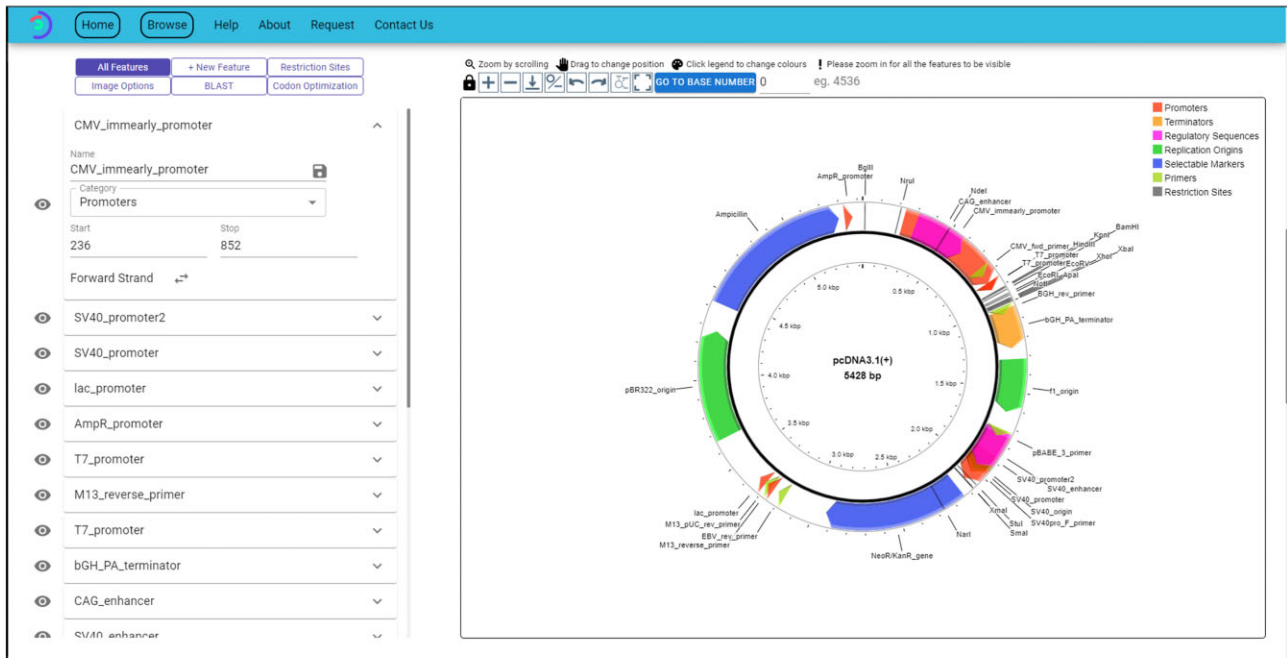 Home Browse Help About Request Contact Us
All Features + New Feature Restriction Sites
Image Options BLAST Codon Optimization
CMV_immearly_promoter
Name
CMV_immearly_promoter
Category
Promoters
Start Stop
236 852
Forward Strand
SV40_promoter2
SV40_promoter
lac_promoter
AmpR_promoter
T7_promoter
M13_reverse_primer
T7_promoter
bGH_PA_terminator
CAG_enhancer
SV40_enhancer
Zoom by scrolling Drag to change position Click legend to change colours Please zoom in for all the features to be visible
GO TO BASE NUMBER 0 eg. 4536
Promoters
Terminators
Regulatory Sequences
Replication Origins
Selectable Markers
Primers
Restriction Sites
BglII
AmpR_promoter
NruI
NdeI
CAG_enhancer
CMV_immearly_promoter
Ampicillin
BamHI
KpnI
CMV_fwd_primer HindIII
XbaI
T7_promoter
XhoI
T7_promoter EcoRV
EcoRI ApaI
NotI
BGH_rev_primer
bGH_PA_terminator
5.0 kbp 0.5 kbp
4.5 kbp 1.0 kbp
pcDNA3.1(+)
5428 bp
4.0 kbp 1.5 kbp
pBR322_origin
f1_origin
3.5 kbp 2.0 kbp
3.0 kbp 2.5 kbp
pBABE_3_primer
SV40_promoter2
SV40_enhancer
SV40_promoter
SV40_origin
SV40pro_F_primer
XmaI
StuI
SmaI
NarI
NeoR/KanR_gene
lac_promoter
M13_pUC_rev_primer
EBV_rev_primer
M13_reverse_primer